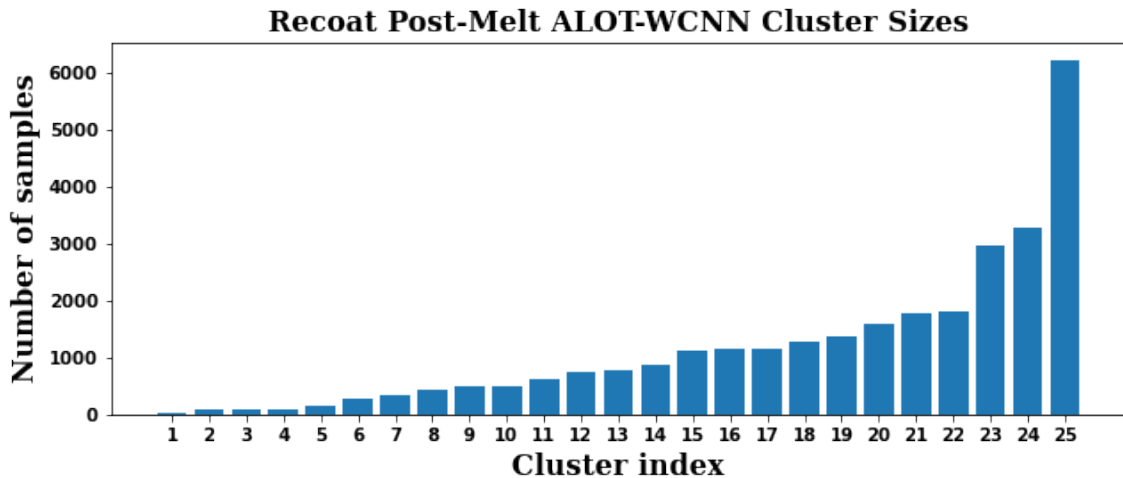 Recoat Post-Melt ALOT-WCNN Cluster Sizes
Number of samples
6000
5000
4000
3000
2000
1000
0
1 2 3 4 5 6 7 8 9 10 11 12 13 14 15 16 17 18 19 20 21 22 23 24 25
Cluster index